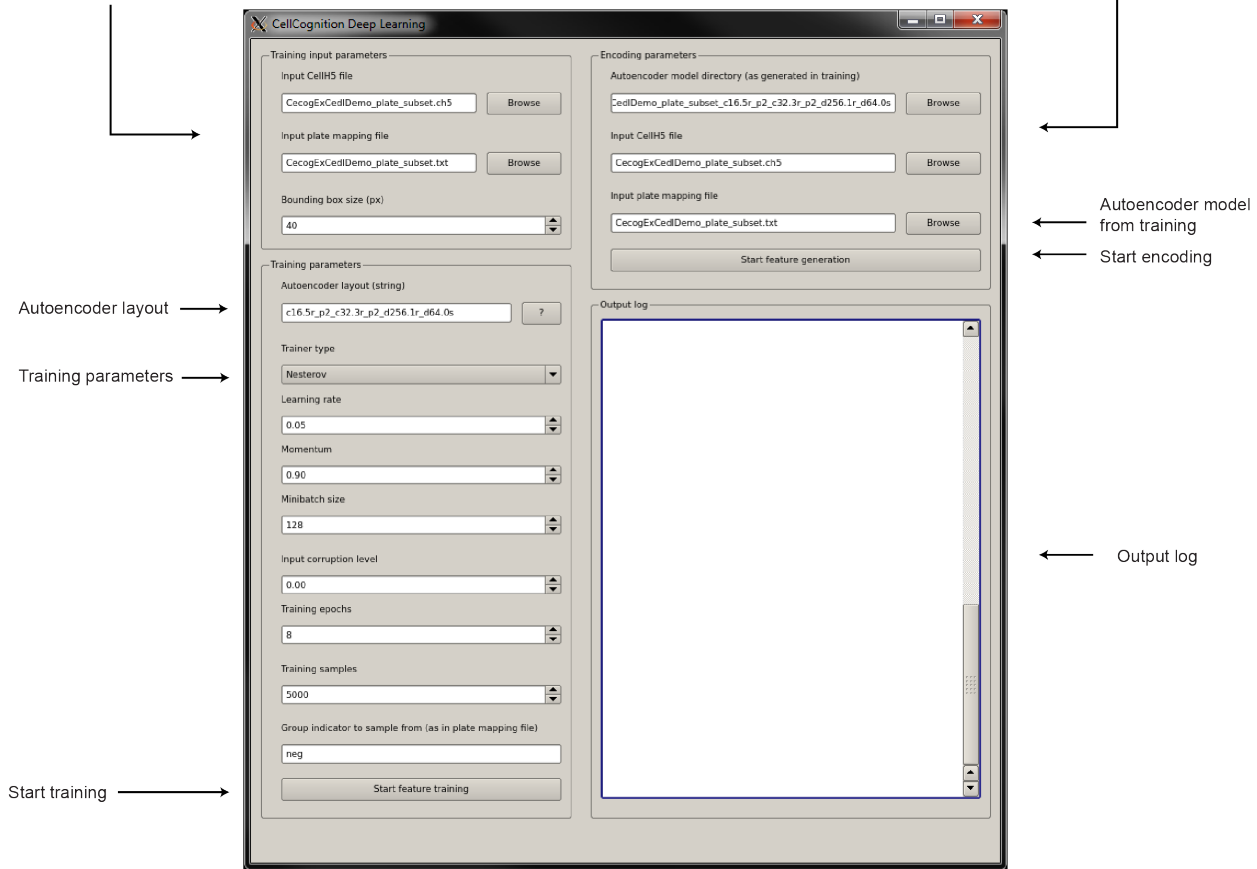 CellCognition Deep Learning
Training input parameters
Input CellH5 file
CecogExCedlDemo_plate_subset.ch5
Browse
Input plate mapping file
CecogExCedlDemo_plate_subset.txt
Browse
Bounding box size (px)
40
Training parameters
Autoencoder layout (string)
c16.5r_p2_c32.3r_p2_d256.1r_d64.0s
?
Trainer type
Nesterov
Learning rate
0.05
Momentum
0.90
Minibatch size
128
Input corruption level
0.00
Training epochs
8
Training samples
5000
Group indicator to sample from (as in plate mapping file)
neg
Start feature training
Encoding parameters
Autoencoder model directory (as generated in training)
CedlDemo_plate_subset_c16.5r_p2_c32.3r_p2_d256.1r_d64.0s
Browse
Input CellH5 file
CecogExCedlDemo_plate_subset.ch5
Browse
Input plate mapping file
CecogExCedlDemo_plate_subset.txt
Browse
Start feature generation
Output log
Autoencoder layout
Training parameters
Start training
Autoencoder model
from training
Start encoding
Output log